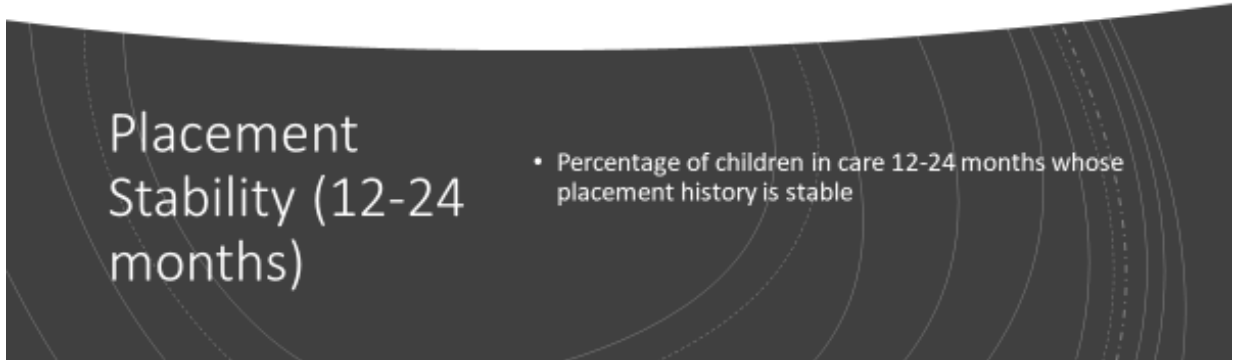 Placement
Stability (12-24
months)
• Percentage of children in care 12-24 months whose
placement history is stable